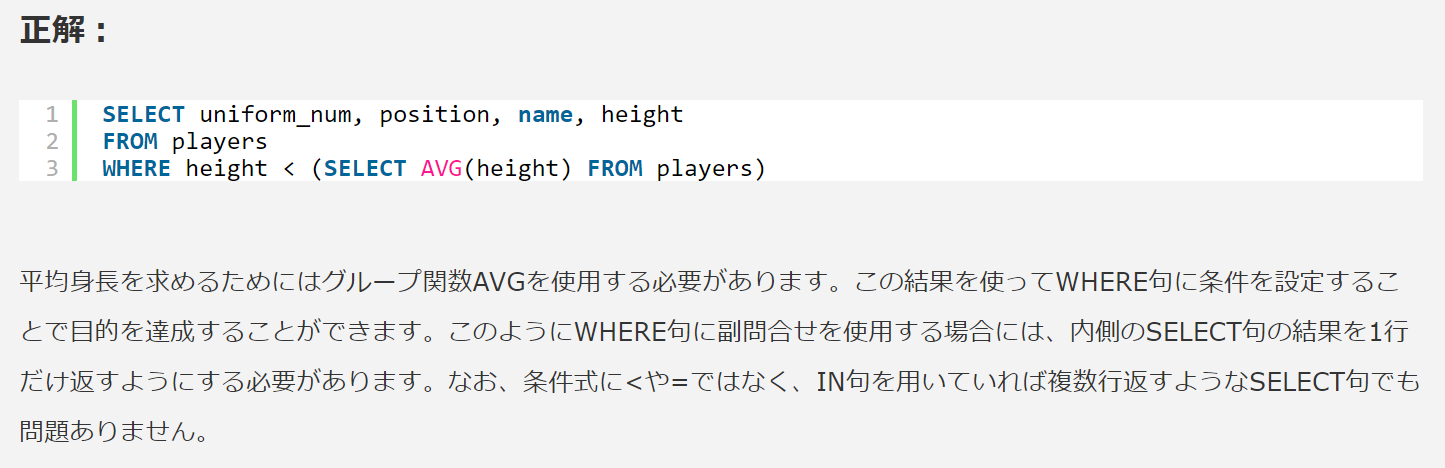 正解：
1 SELECT uniform_num, position, name, height
2 FROM players
3 WHERE height < (SELECT AVG(height) FROM players)
平均身長を求めるためにはグループ関数AVGを使用する必要があります。この結果を使ってWHERE句に条件を設定するこ
とで目的を達成することができます。このようにWHERE句に副問合せを使用する場合には、内側のSELECT句の結果を1行
だけ返すようにする必要があります。なお、条件式に<や=ではなく、IN句を用いていれば複数行返すようなSELECT句でも
問題ありません。